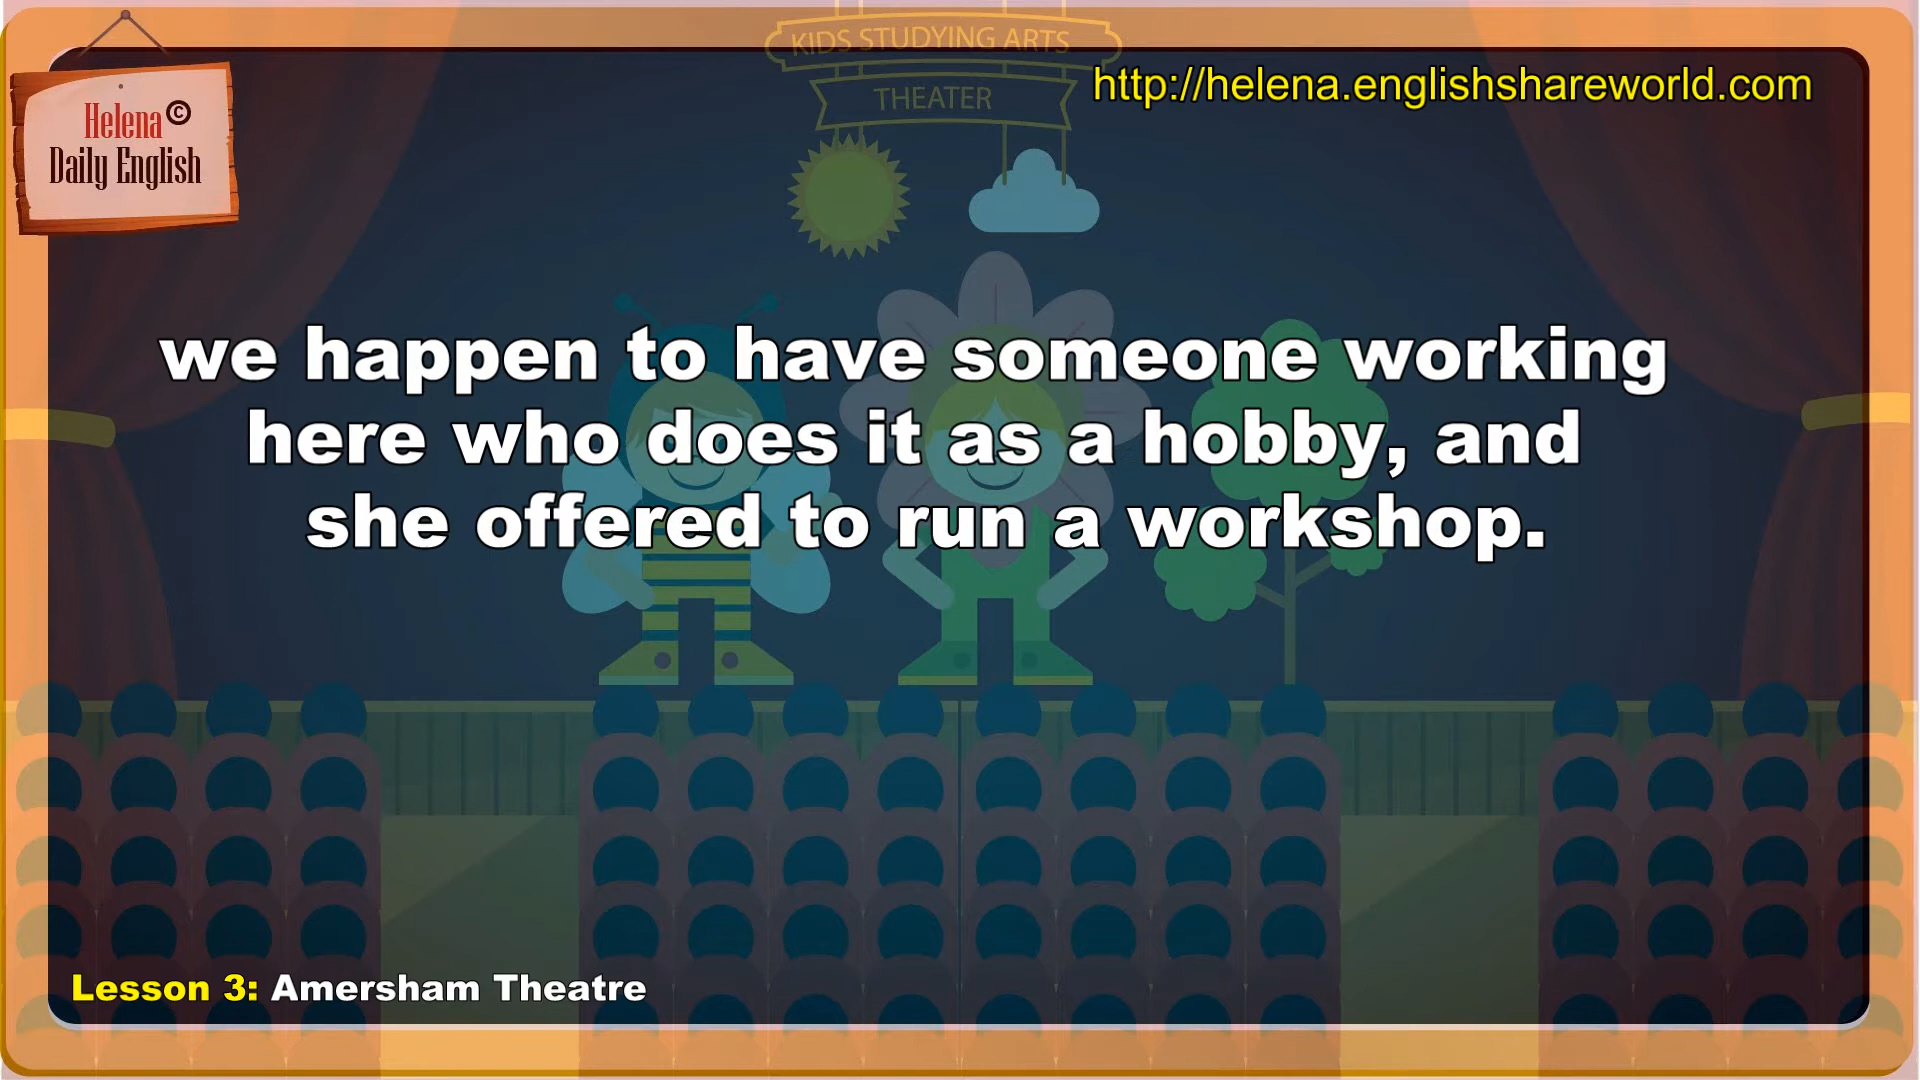 KIDS STUDYING ARTS
THEATER
http://helena.englishshareworld.com
Helena ©
Daily English
we happen to have someone working
here who does it as a hobby, and
she offered to run a workshop.
Lesson 3: Amersham Theatre